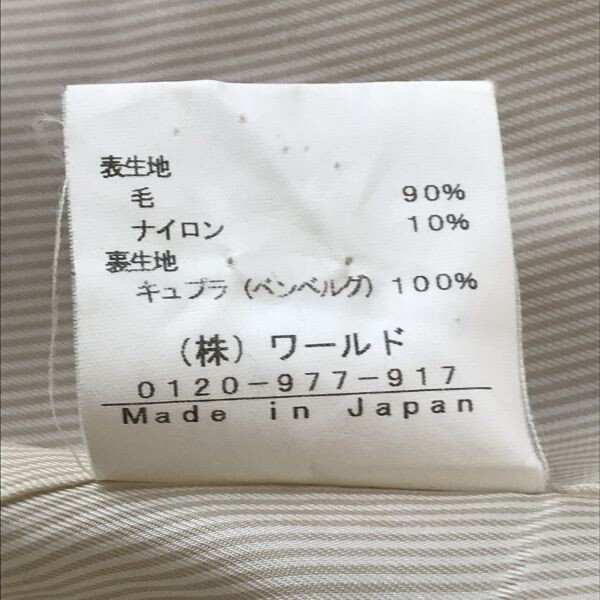 表生地
毛 90%
ナイロン 10%
裏生地
キュプラ（ベンベルグ）100%
（株）ワールド
0120-977-917
Made in Japan